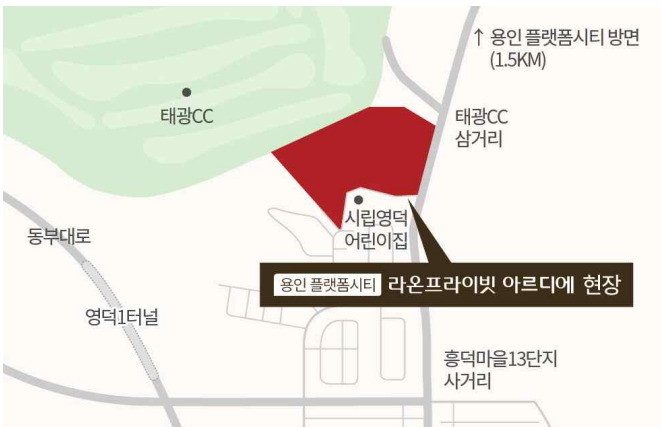 ↑ 용인 플랫폼시티 방면
(1.5KM)
태광CC
태광CC
삼거리
시립영덕
어린이집
동부대로
용인 플랫폼시티 라온프라이빗 아르디에 현장
영덕1터널
흥덕마을13단지
사거리